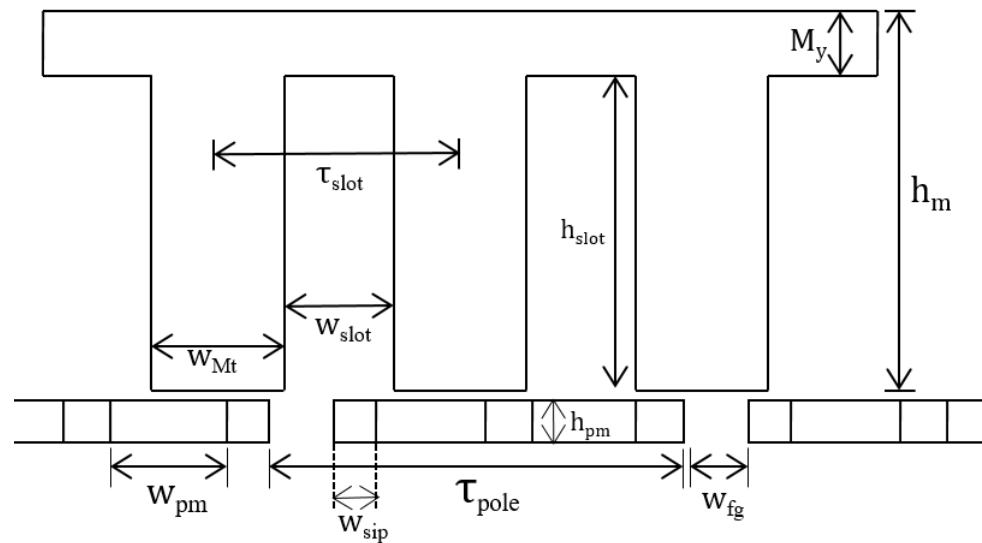 M_y
h_m
τ_slot
h_slot
w_slot
w_Mt
h_pm
w_pm
τ_pole
w_fg
w_sip